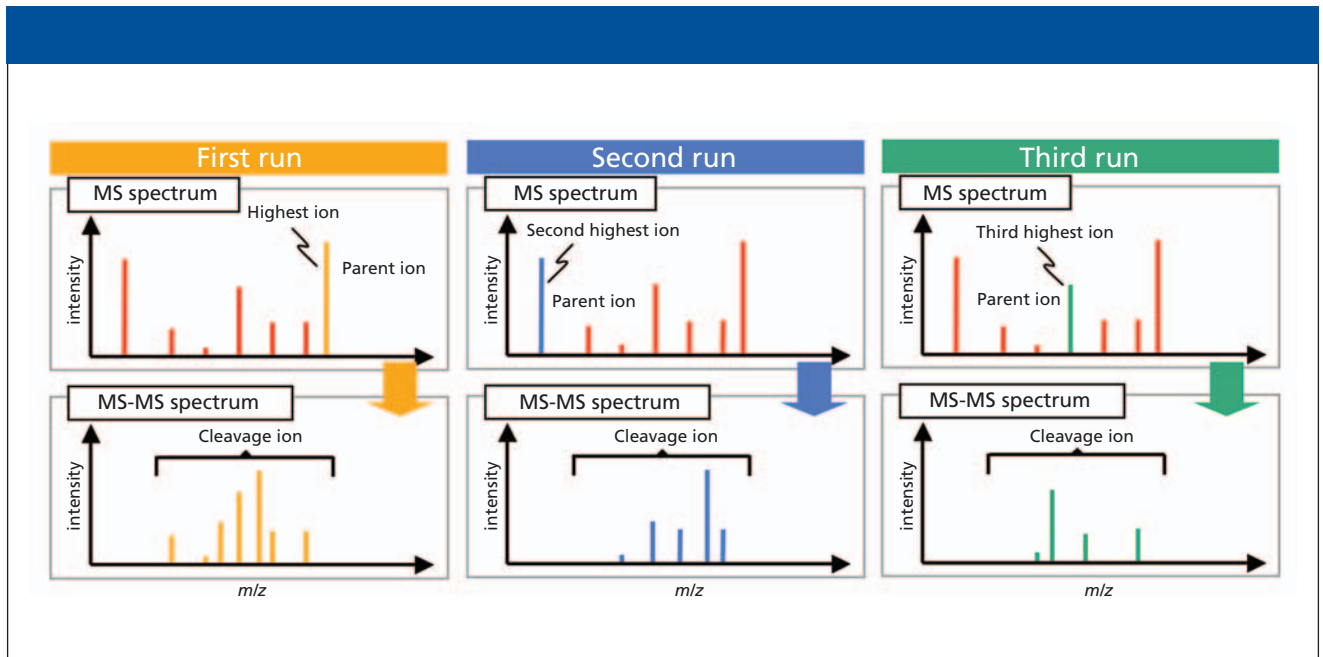 First run
MS spectrum
Highest ion
Parent ion
intensity
MS-MS spectrum
Cleavage ion
intensity
m/z
Second run
MS spectrum
Second highest ion
Parent ion
intensity
MS-MS spectrum
Cleavage ion
intensity
m/z
Third run
MS spectrum
Third highest ion
Parent ion
intensity
MS-MS spectrum
Cleavage ion
intensity
m/z